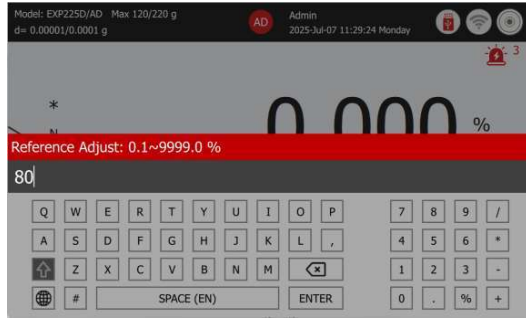 Model: EXP225D/AD Max 120/220 g
d= 0.00001/0.0001 g
AD
Admin
2025-Jul-07 11:29:24 Monday
3
*
N
0.000 %
Reference Adjust: 0.1~9999.0 %
80
Q W E R T Y U I O P 7 8 9 /
A S D F G H J K L , 4 5 6 *
Z X C V B N M 1 2 3 -
# SPACE (EN) ENTER 0 . % +